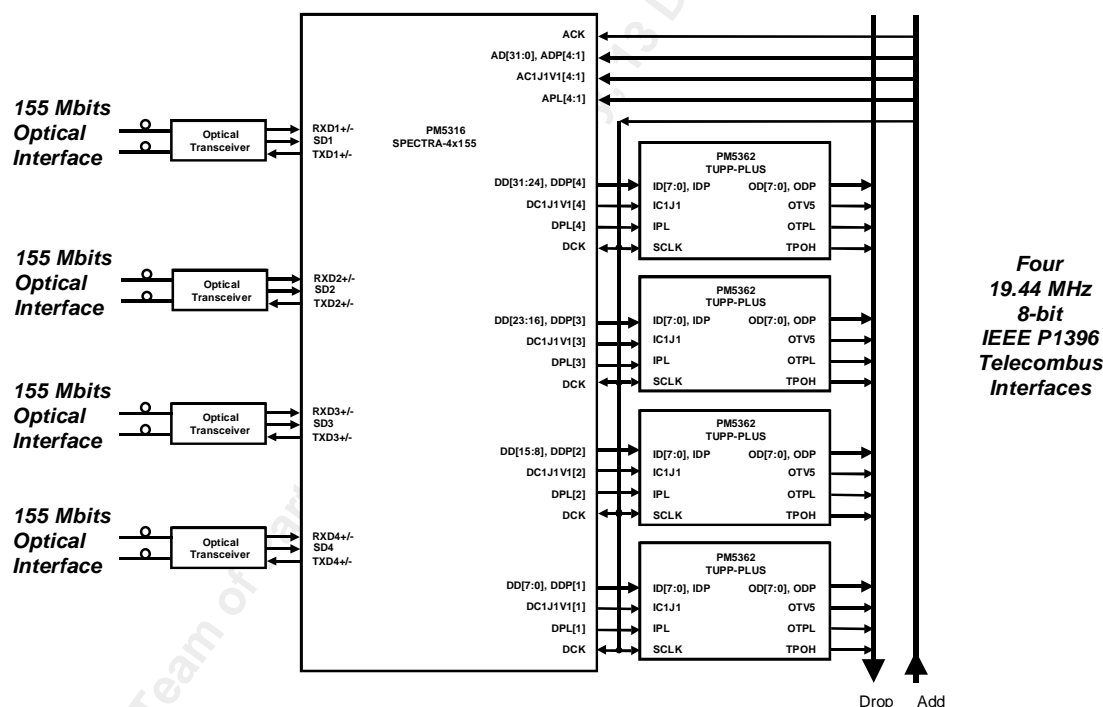 ACK
AD[31:0], ADP[4:1]
AC1J1V1[4:1]
APL[4:1]
155 Mbits
Optical
Interface
Optical
Transceiver
RXD1+/-
SD1
TXD1+/-
PM5316
SPECTRA-4x155
DD[31:24], DDP[4]
DC1J1V1[4]
DPL[4]
DCK
PM5362
TUPP-PLUS
ID[7:0], IDP
OD[7:0], ODP
IC1J1
OTV5
IPL
OTPL
SCLK
TPOH
155 Mbits
Optical
Interface
Optical
Transceiver
RXD2+/-
SD2
TXD2+/-
DD[23:16], DDP[3]
DC1J1V1[3]
DPL[3]
DCK
PM5362
TUPP-PLUS
ID[7:0], IDP
OD[7:0], ODP
IC1J1
OTV5
IPL
OTPL
SCLK
TPOH
Four
19.44 MHz
8-bit
IEEE P1396
Telecombus
Interfaces
155 Mbits
Optical
Interface
Optical
Transceiver
RXD3+/-
SD3
TXD3+/-
DD[15:8], DDP[2]
DC1J1V1[2]
DPL[2]
DCK
PM5362
TUPP-PLUS
ID[7:0], IDP
OD[7:0], ODP
IC1J1
OTV5
IPL
OTPL
SCLK
TPOH
155 Mbits
Optical
Interface
Optical
Transceiver
RXD4+/-
SD4
TXD4+/-
DD[7:0], DDP[1]
DC1J1V1[1]
DPL[1]
DCK
PM5362
TUPP-PLUS
ID[7:0], IDP
OD[7:0], ODP
IC1J1
OTV5
IPL
OTPL
SCLK
TPOH
Drop
Add
Team of